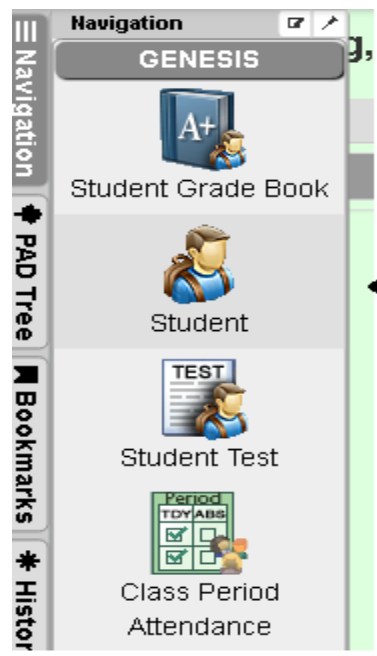 Navigation
GENESIS
A+
Student Grade Book
Student
TEST
Student Test
Period
TDY ABS
Class Period
Attendance
Navigation
PAD Tree
Bookmarks
Histor
g,